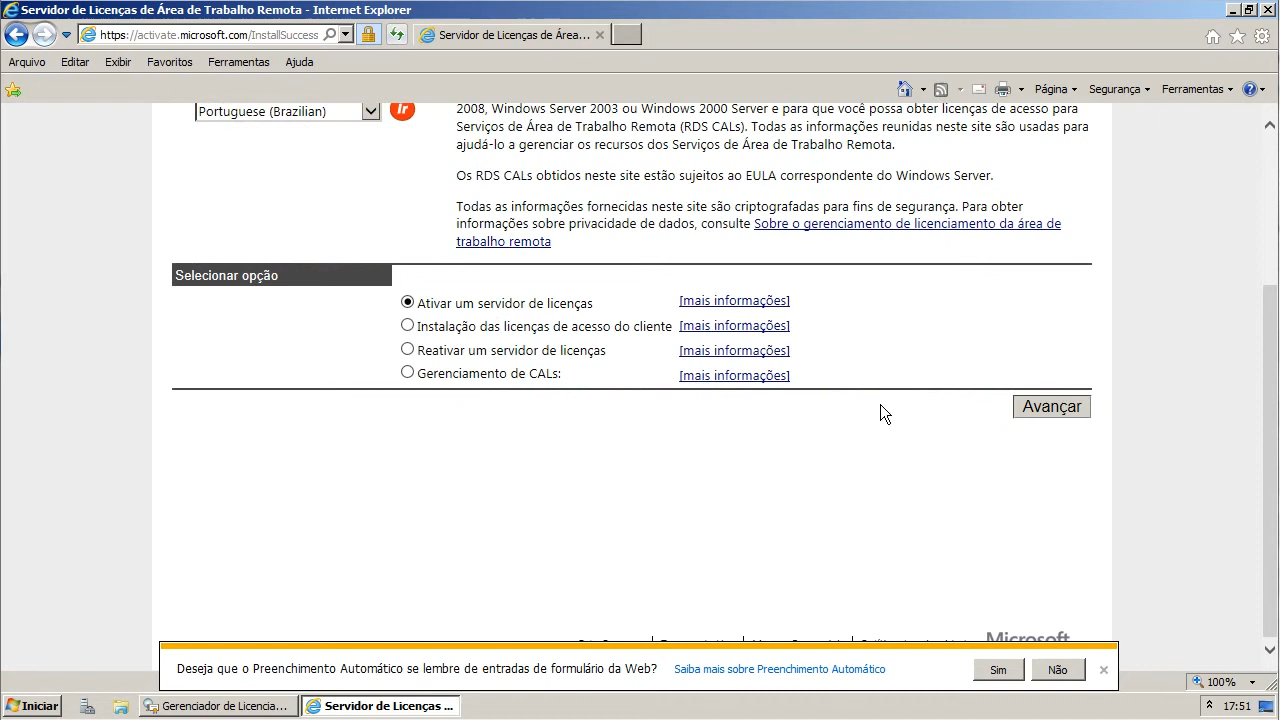 Servidor de Licenças de Área de Trabalho Remota - Internet Explorer
https://activate.microsoft.com/InstallSuccess
Servidor de Licenças de Área...
Arquivo Editar Exibir Favoritos Ferramentas Ajuda
Página Segurança Ferramentas
Portuguese (Brazilian) Ir
2008, Windows Server 2003 ou Windows 2000 Server e para que você possa obter licenças de acesso para
Serviços de Área de Trabalho Remota (RDS CALs). Todas as informações reunidas neste site são usadas para
ajudá-lo a gerenciar os recursos dos Serviços de Área de Trabalho Remota.
Os RDS CALs obtidos neste site estão sujeitos ao EULA correspondente do Windows Server.
Todas as informações fornecidas neste site são criptografadas para fins de segurança. Para obter
informações sobre privacidade de dados, consulte Sobre o gerenciamento de licenciamento da área de
trabalho remota
Selecionar opção
Ativar um servidor de licenças [mais informações]
Instalação das licenças de acesso do cliente [mais informações]
Reativar um servidor de licenças [mais informações]
Gerenciamento de CALs: [mais informações]
Avançar
Microsoft
Deseja que o Preenchimento Automático se lembre de entradas de formulário da Web? Saiba mais sobre Preenchimento Automático Sim Não
100%
Iniciar Gerenciador de Licencia... Servidor de Licenças ... 17:51